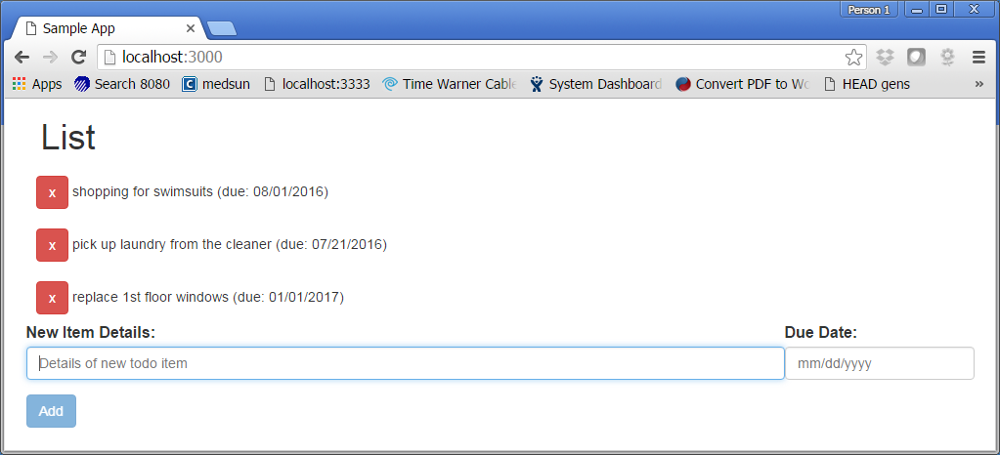 Person 1
Sample App
localhost:3000
Apps Search 8080 medsun localhost:3333 Time Warner Cable System Dashboard Convert PDF to Wo HEAD gens »
List
x shopping for swimsuits (due: 08/01/2016)
x pick up laundry from the cleaner (due: 07/21/2016)
x replace 1st floor windows (due: 01/01/2017)
New Item Details: Due Date:
Details of new todo item mm/dd/yyyy
Add